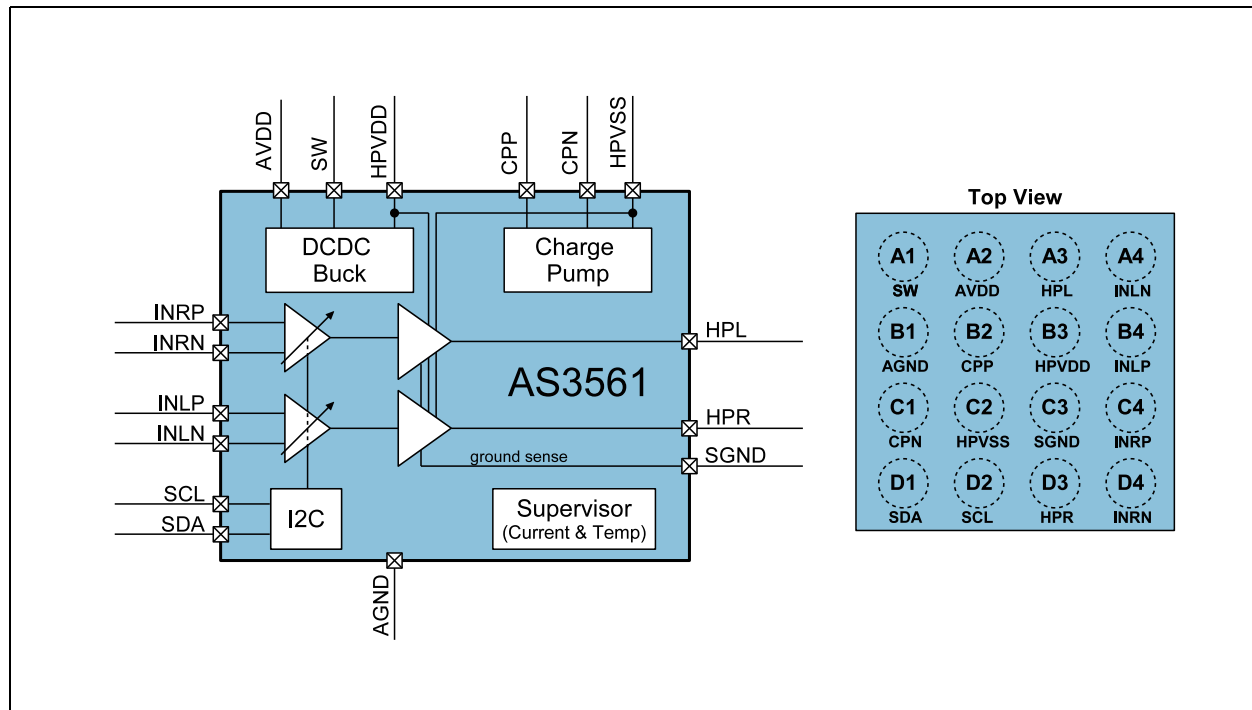 AVDD
SW
HPVDD
CPP
CPN
HPVSS
DCDC
Buck
Charge
Pump
INRP
INRN
INLP
INLN
SCL
SDA
I2C
AS3561
HPL
HPR
SGND
ground sense
Supervisor
(Current & Temp)
AGND
Top View
A1 A2 A3 A4
SW AVDD HPL INLN
B1 B2 B3 B4
AGND CPP HPVDD INLP
C1 C2 C3 C4
CPN HPVSS SGND INRP
D1 D2 D3 D4
SDA SCL HPR INRN